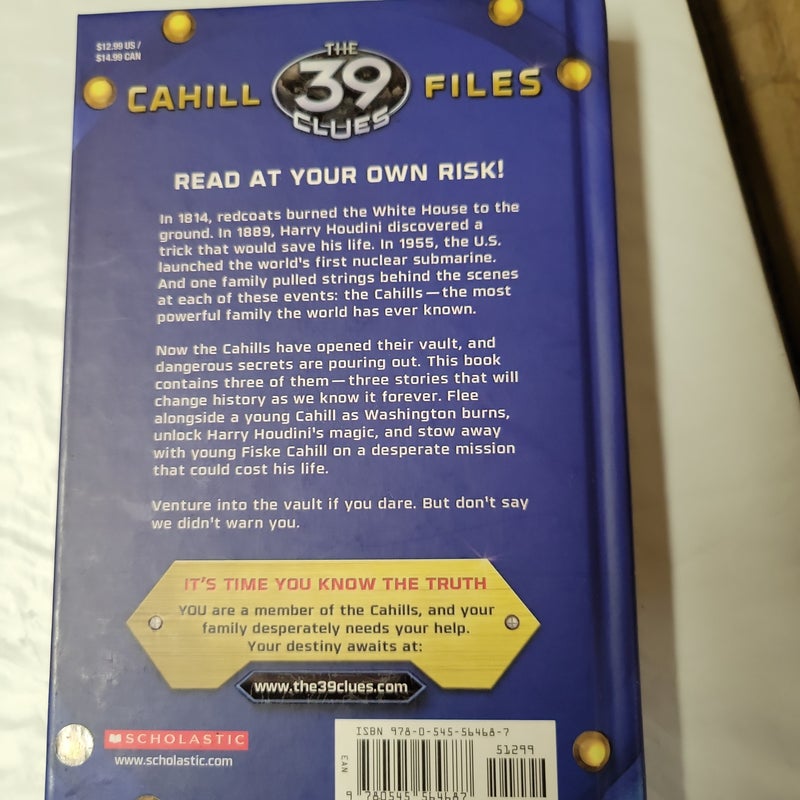 $12.99 US /
$14.99 CAN
THE
CAHILL 39 FILES
CLUES
READ AT YOUR OWN RISK!
In 1814, redcoats burned the White House to the
ground. In 1889, Harry Houdini discovered a
trick that would save his life. In 1955, the U.S.
launched the world's first nuclear submarine.
And one family pulled strings behind the scenes
at each of these events: the Cahills—the most
powerful family the world has ever known.
Now the Cahills have opened their vault, and
dangerous secrets are pouring out. This book
contains three of them—three stories that will
change history as we know it forever. Flee
alongside a young Cahill as Washington burns,
unlock Harry Houdini's magic, and stow away
with young Fiske Cahill on a desperate mission
that could cost his life.
Venture into the vault if you dare. But don't say
we didn't warn you.
IT'S TIME YOU KNOW THE TRUTH
YOU are a member of the Cahills, and your
family desperately needs your help.
Your destiny awaits at:
www.the39clues.com
SCHOLASTIC
www.scholastic.com
ISBN 978-0-545-56468-7
51299
EAN
9 780545 564687